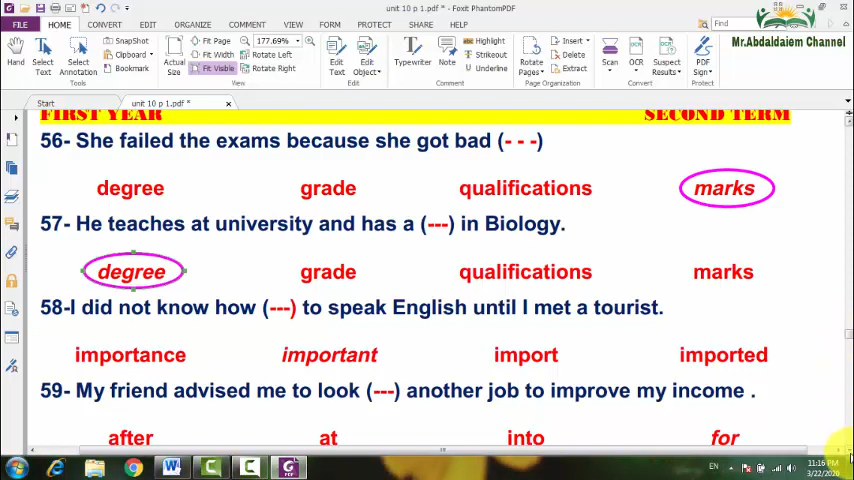 unit 10 p 1.pdf * - Foxit PhantomPDF
FILE HOME CONVERT EDIT ORGANIZE COMMENT VIEW FORM PROTECT SHARE HELP
Find
Mr.Abdaldaiem Channel
Hand
Select Text
Select Annotation
SnapShot
Clipboard
Bookmark
Actual Size
Fit Page
Fit Width
Fit Visible
177.69%
Rotate Left
Rotate Right
Edit Text
Edit Object
Typewriter
Note
Highlight
Strikeout
Underline
Rotate Pages
Insert
Delete
Extract
Scan
OCR
Suspect Results
PDF Sign
Tools
View
Edit
Comment
Page Organization
Convert
Protect
Start
unit 10 p 1.pdf *
FIRST YEAR SECOND TERM
56- She failed the exams because she got bad (- - -)
degree grade qualifications marks
57- He teaches at university and has a (---) in Biology.
degree grade qualifications marks
58-I did not know how (---) to speak English until I met a tourist.
importance important import imported
59- My friend advised me to look (---) another job to improve my income .
after at into for
EN
11:16 PM
3/22/2020